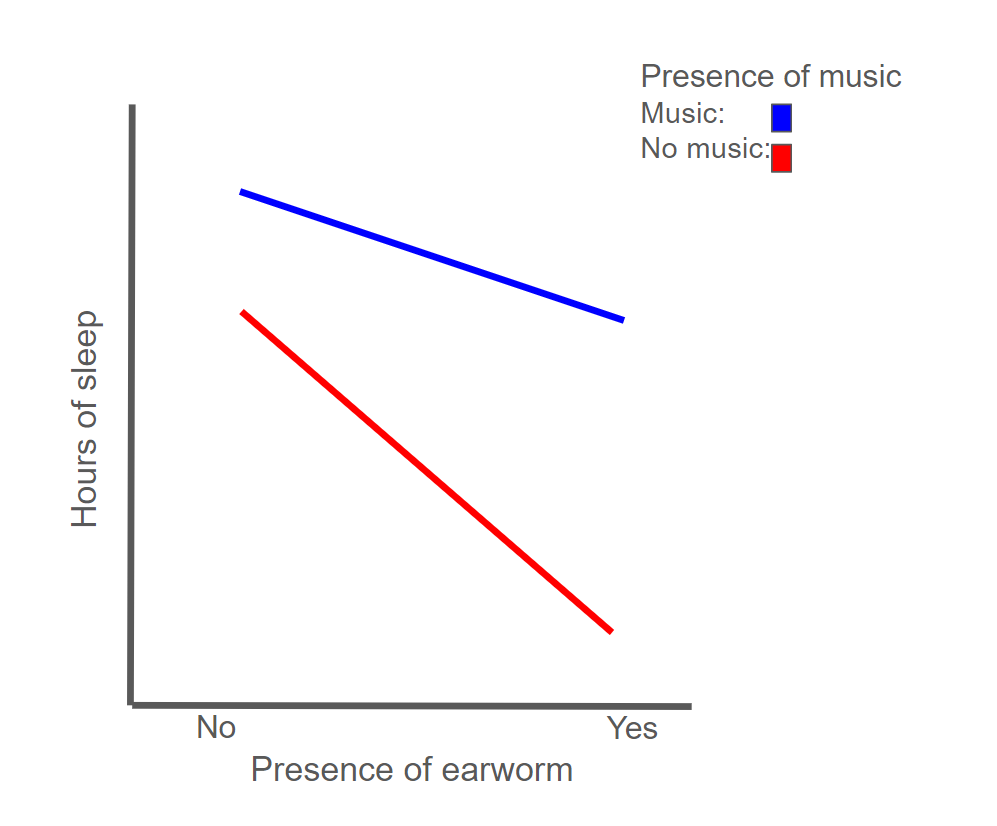 Presence of music
Music:
No music:
Hours of sleep
No
Yes
Presence of earworm